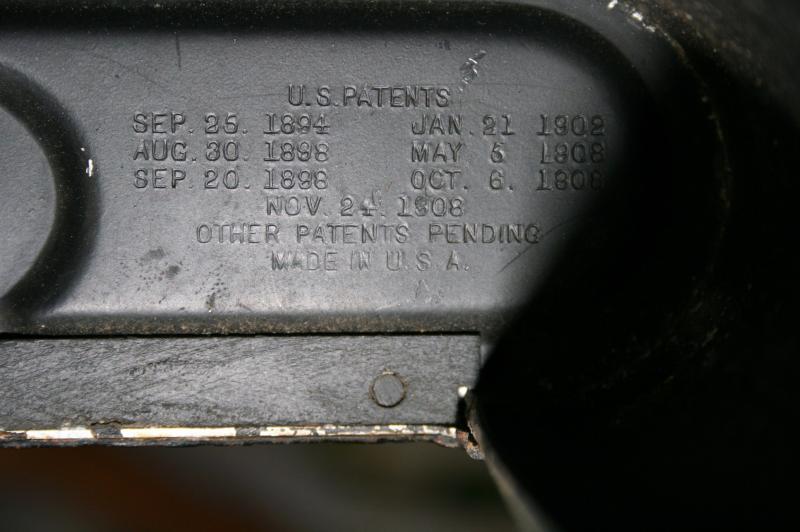 U.S. PATENTS
SEP. 25. 1894 JAN. 21 1902
AUG. 30. 1898 MAY 5 1908
SEP. 20. 1898 OCT. 6. 1908
NOV. 24. 1908
OTHER PATENTS PENDING
MADE IN U.S.A.